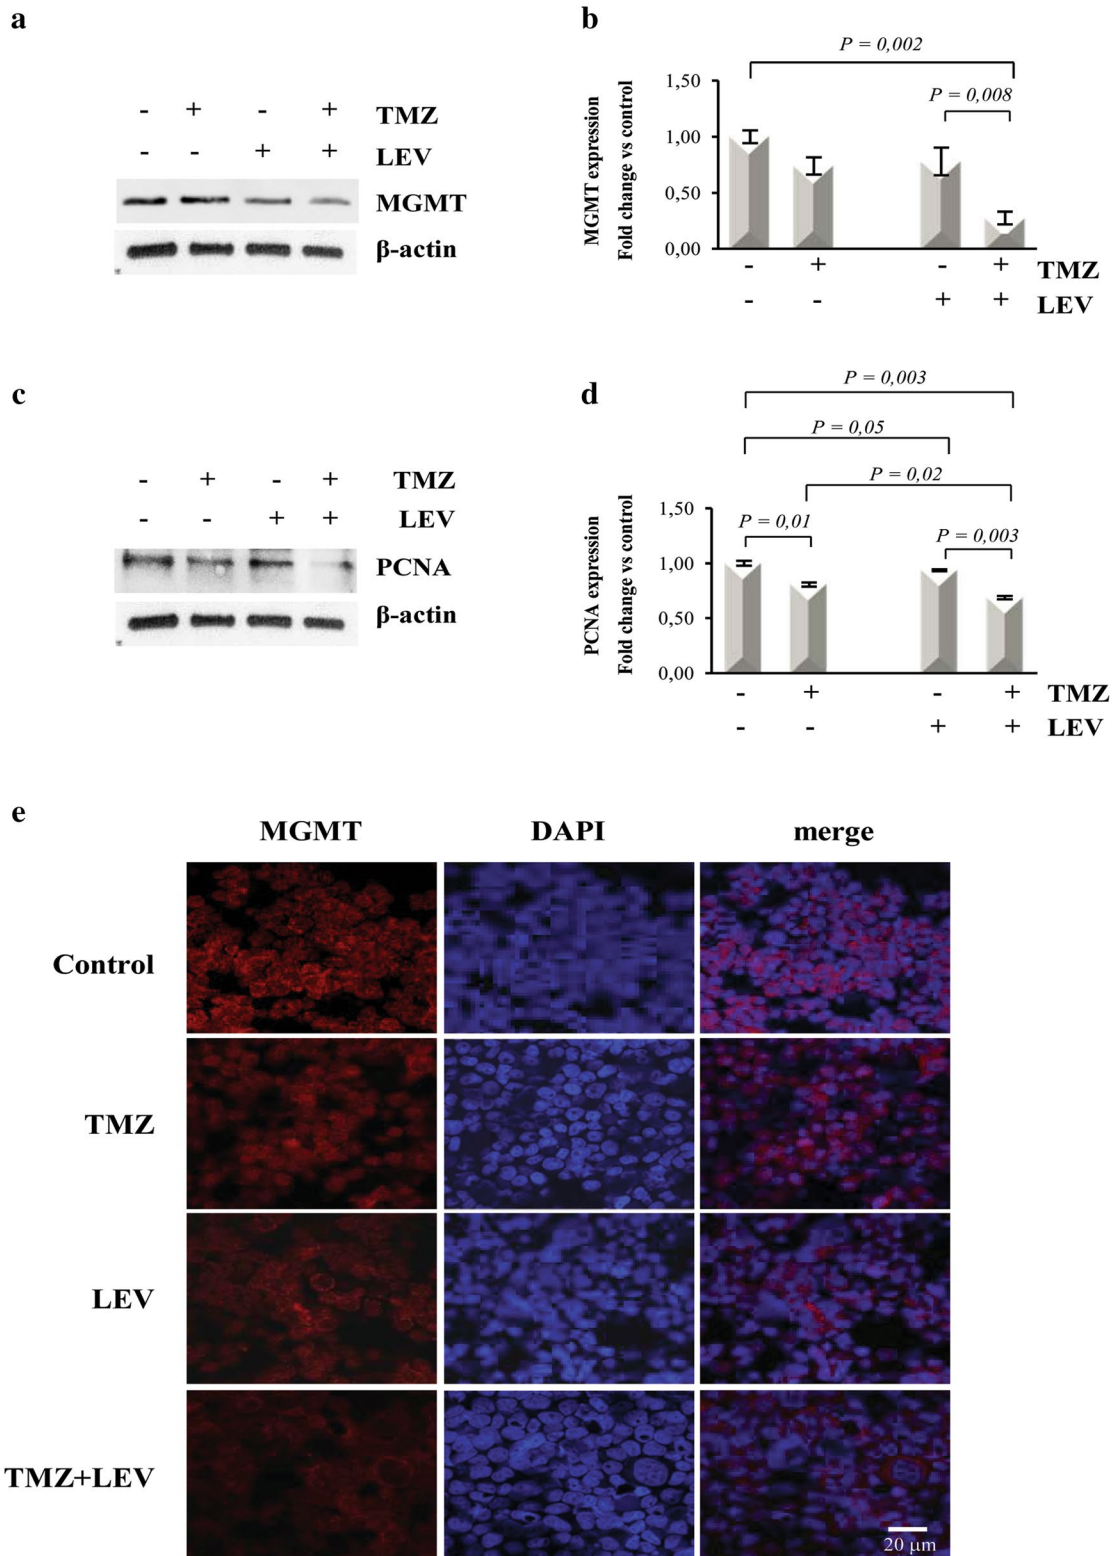 a
- + - + TMZ
- - + + LEV
MGMT
β-actin
b
P = 0,002
P = 0,008
MGMT expression
Fold change vs control
1,50
1,00
0,50
0,00
- + - + TMZ
- - + + LEV
c
- + - + TMZ
- - + + LEV
PCNA
β-actin
d
P = 0,003
P = 0,05
P = 0,02
P = 0,01
P = 0,003
PCNA expression
Fold change vs control
1,50
1,00
0,50
0,00
- + - + TMZ
- - + + LEV
e
MGMT DAPI merge
Control
TMZ
LEV
TMZ+LEV
20 μm